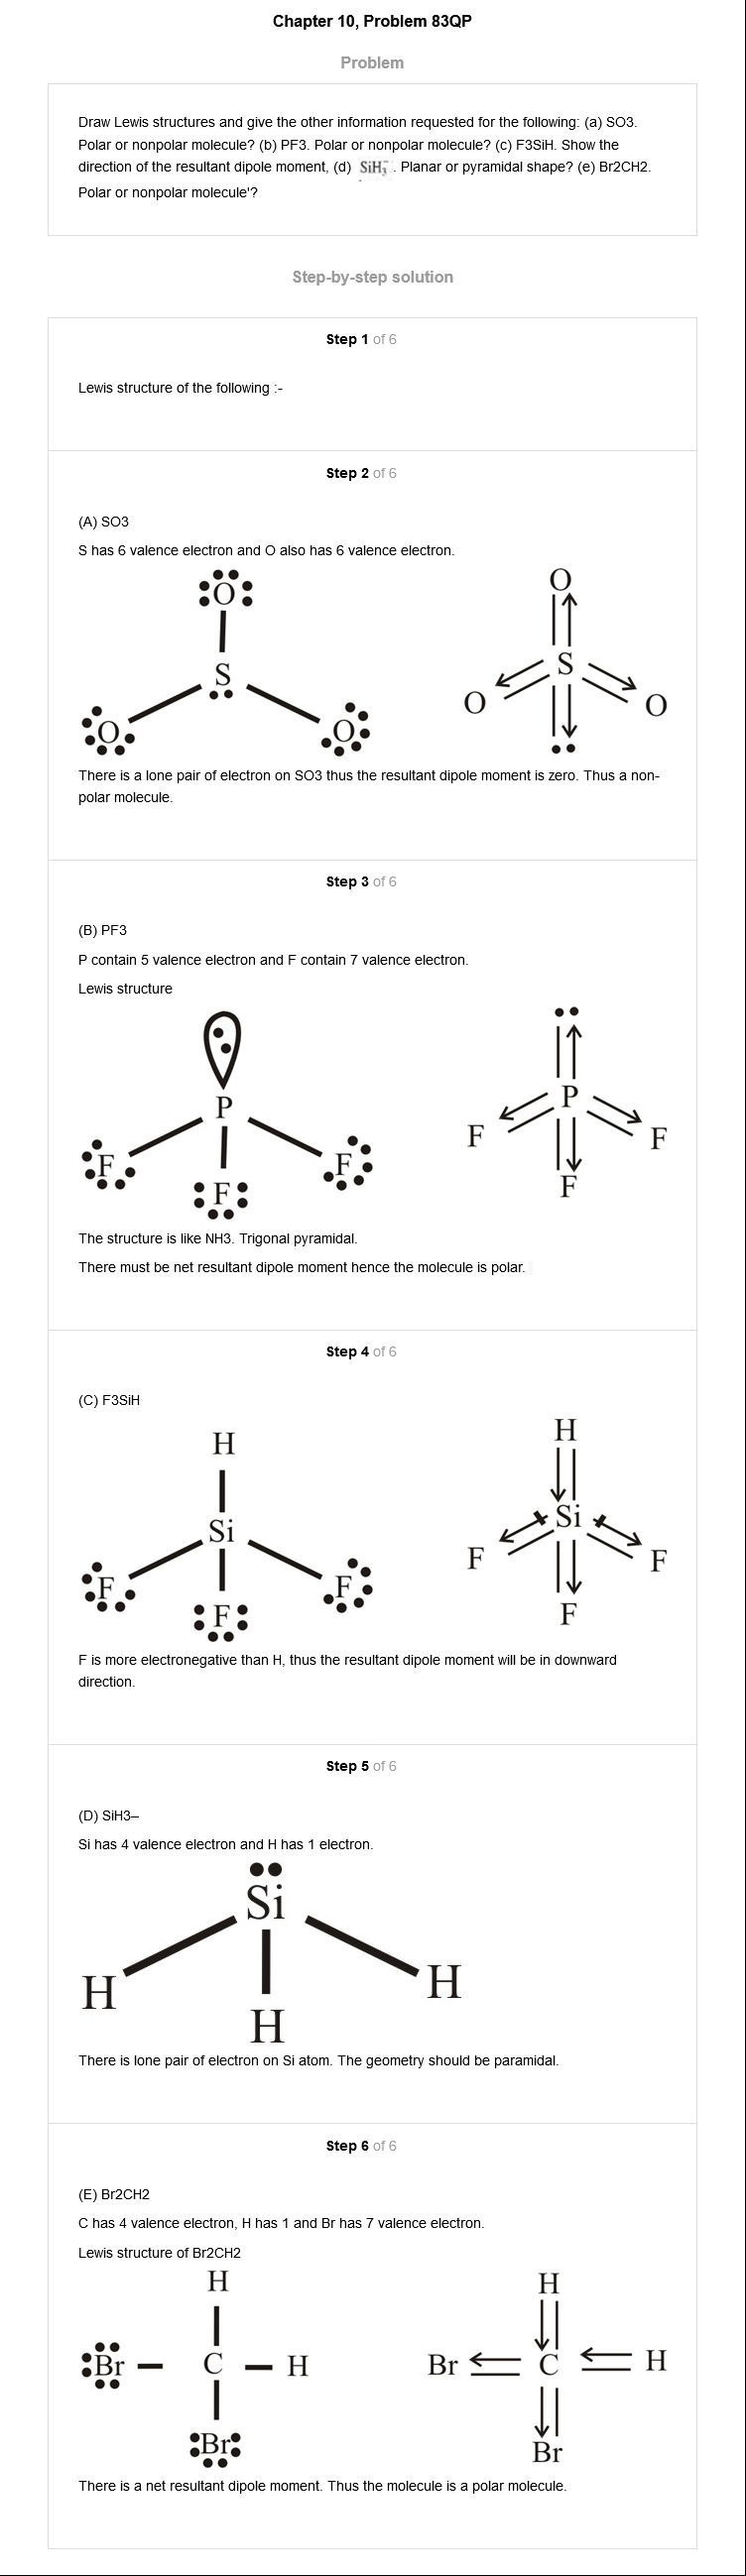 Chapter 10, Problem 83QP
Problem
Draw Lewis structures and give the other information requested for the following: (a) SO3.
Polar or nonpolar molecule? (b) PF3. Polar or nonpolar molecule? (c) F3SiH. Show the
direction of the resultant dipole moment, (d) SiH₃⁻. Planar or pyramidal shape? (e) Br2CH2.
Polar or nonpolar molecule'?
Step-by-step solution
Step 1 of 6
Lewis structure of the following :-
Step 2 of 6
(A) SO3
S has 6 valence electron and O also has 6 valence electron.
O O
S S
O O O O
There is a lone pair of electron on SO3 thus the resultant dipole moment is zero. Thus a non-
polar molecule.
Step 3 of 6
(B) PF3
P contain 5 valence electron and F contain 7 valence electron.
Lewis structure
P P
F F F F
F F
The structure is like NH3. Trigonal pyramidal.
There must be net resultant dipole moment hence the molecule is polar.
Step 4 of 6
(C) F3SiH
H H
Si Si
F F F F
F F
F is more electronegative than H, thus the resultant dipole moment will be in downward
direction.
Step 5 of 6
(D) SiH3–
Si has 4 valence electron and H has 1 electron.
Si
H H
H
There is lone pair of electron on Si atom. The geometry should be paramidal.
Step 6 of 6
(E) Br2CH2
C has 4 valence electron, H has 1 and Br has 7 valence electron.
Lewis structure of Br2CH2
H H
Br C H Br C H
Br Br
There is a net resultant dipole moment. Thus the molecule is a polar molecule.